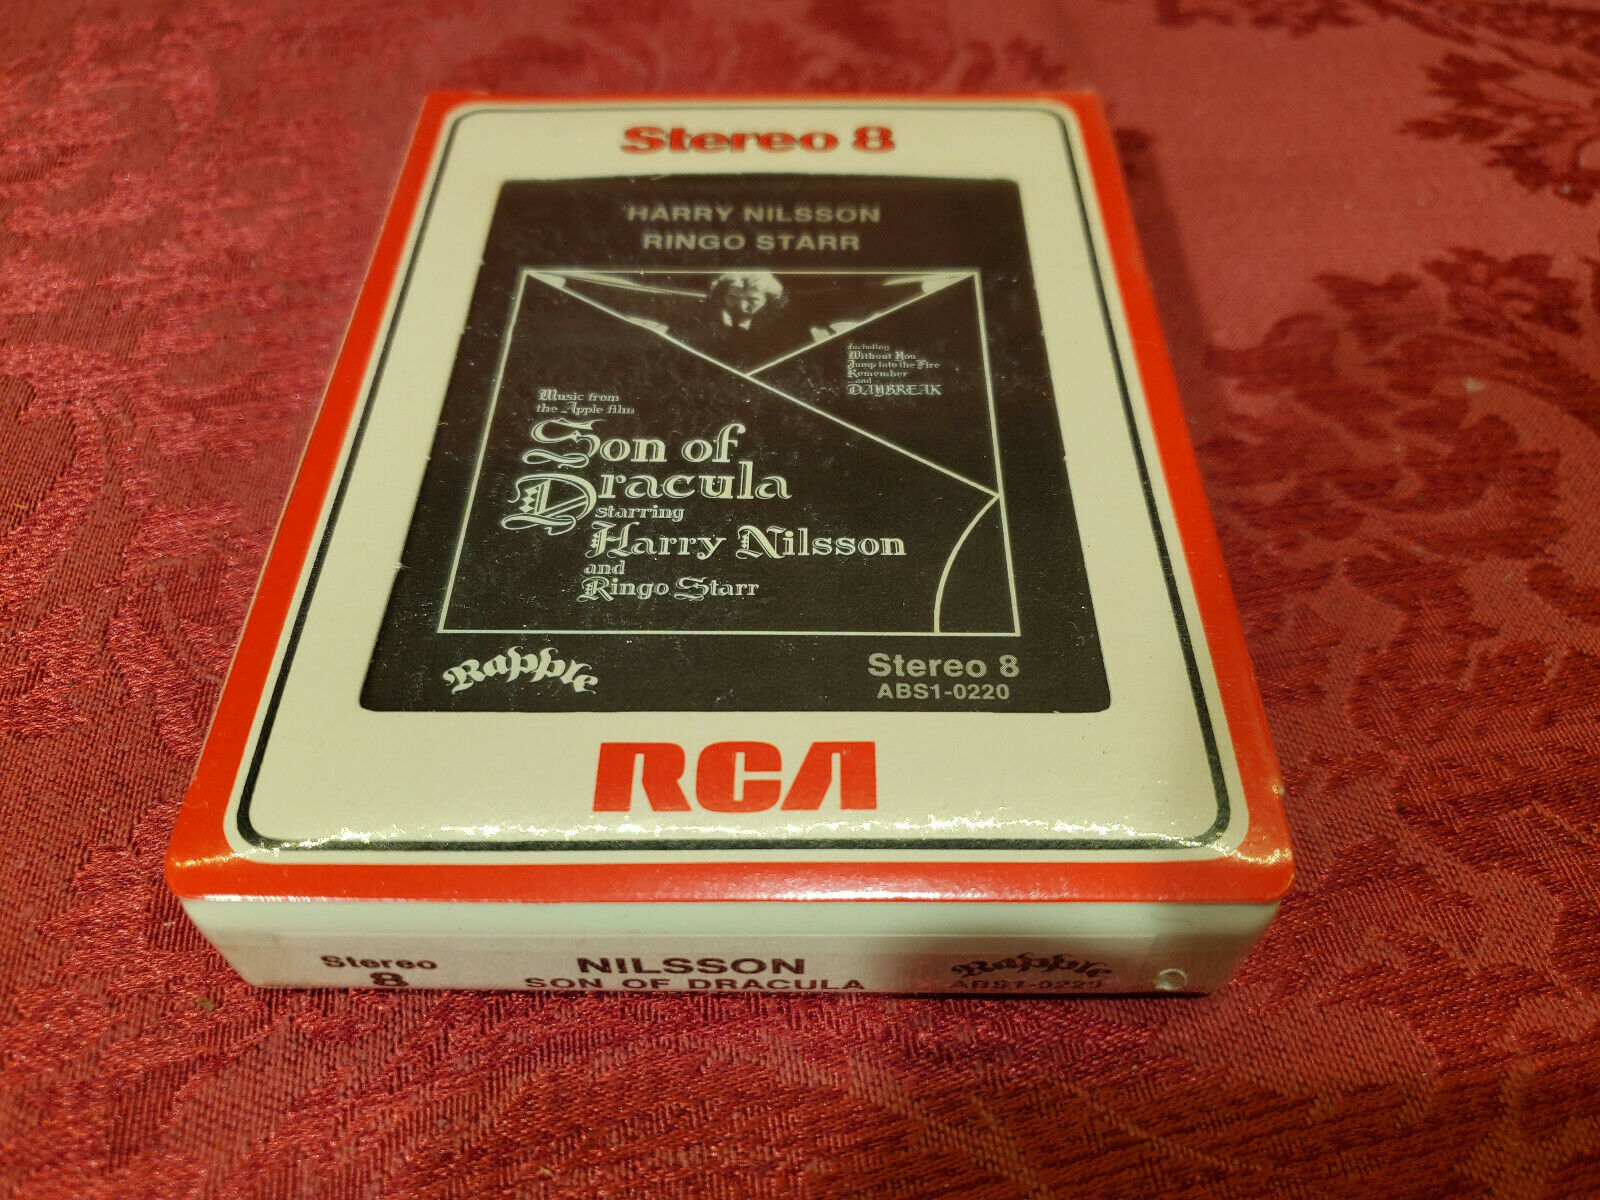 Stereo 8
HARRY NILSSON
RINGO STARR
including
Without You
Jump Into the Fire
Remember
and
DAYBREAK
Music from
the Apple film
Son of
Dracula
starring
Harry Nilsson
and
Ringo Starr
Rapple
Stereo 8
ABS1-0220
RCA
Stereo
8
NILSSON
SON OF DRACULA
Rapple
ABS1-0220